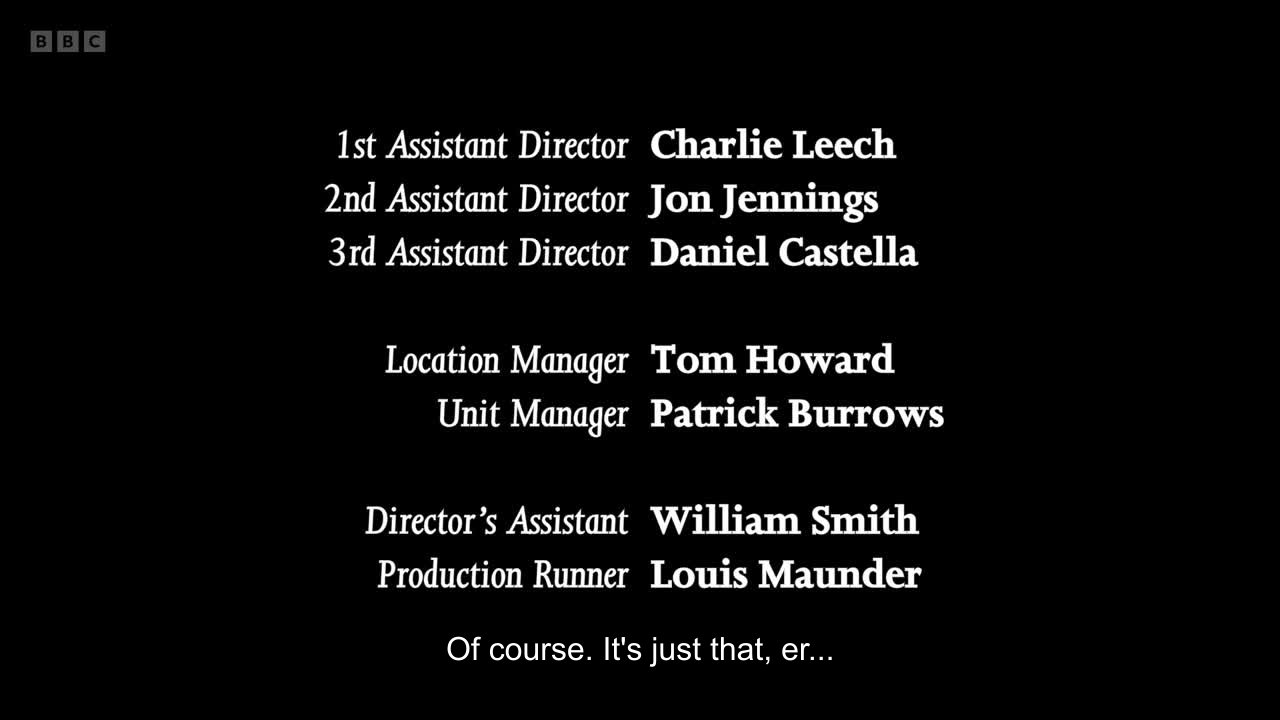 BBC
1st Assistant Director Charlie Leech
2nd Assistant Director Jon Jennings
3rd Assistant Director Daniel Castella
Location Manager Tom Howard
Unit Manager Patrick Burrows
Director's Assistant William Smith
Production Runner Louis Maunder
Of course. It's just that, er...